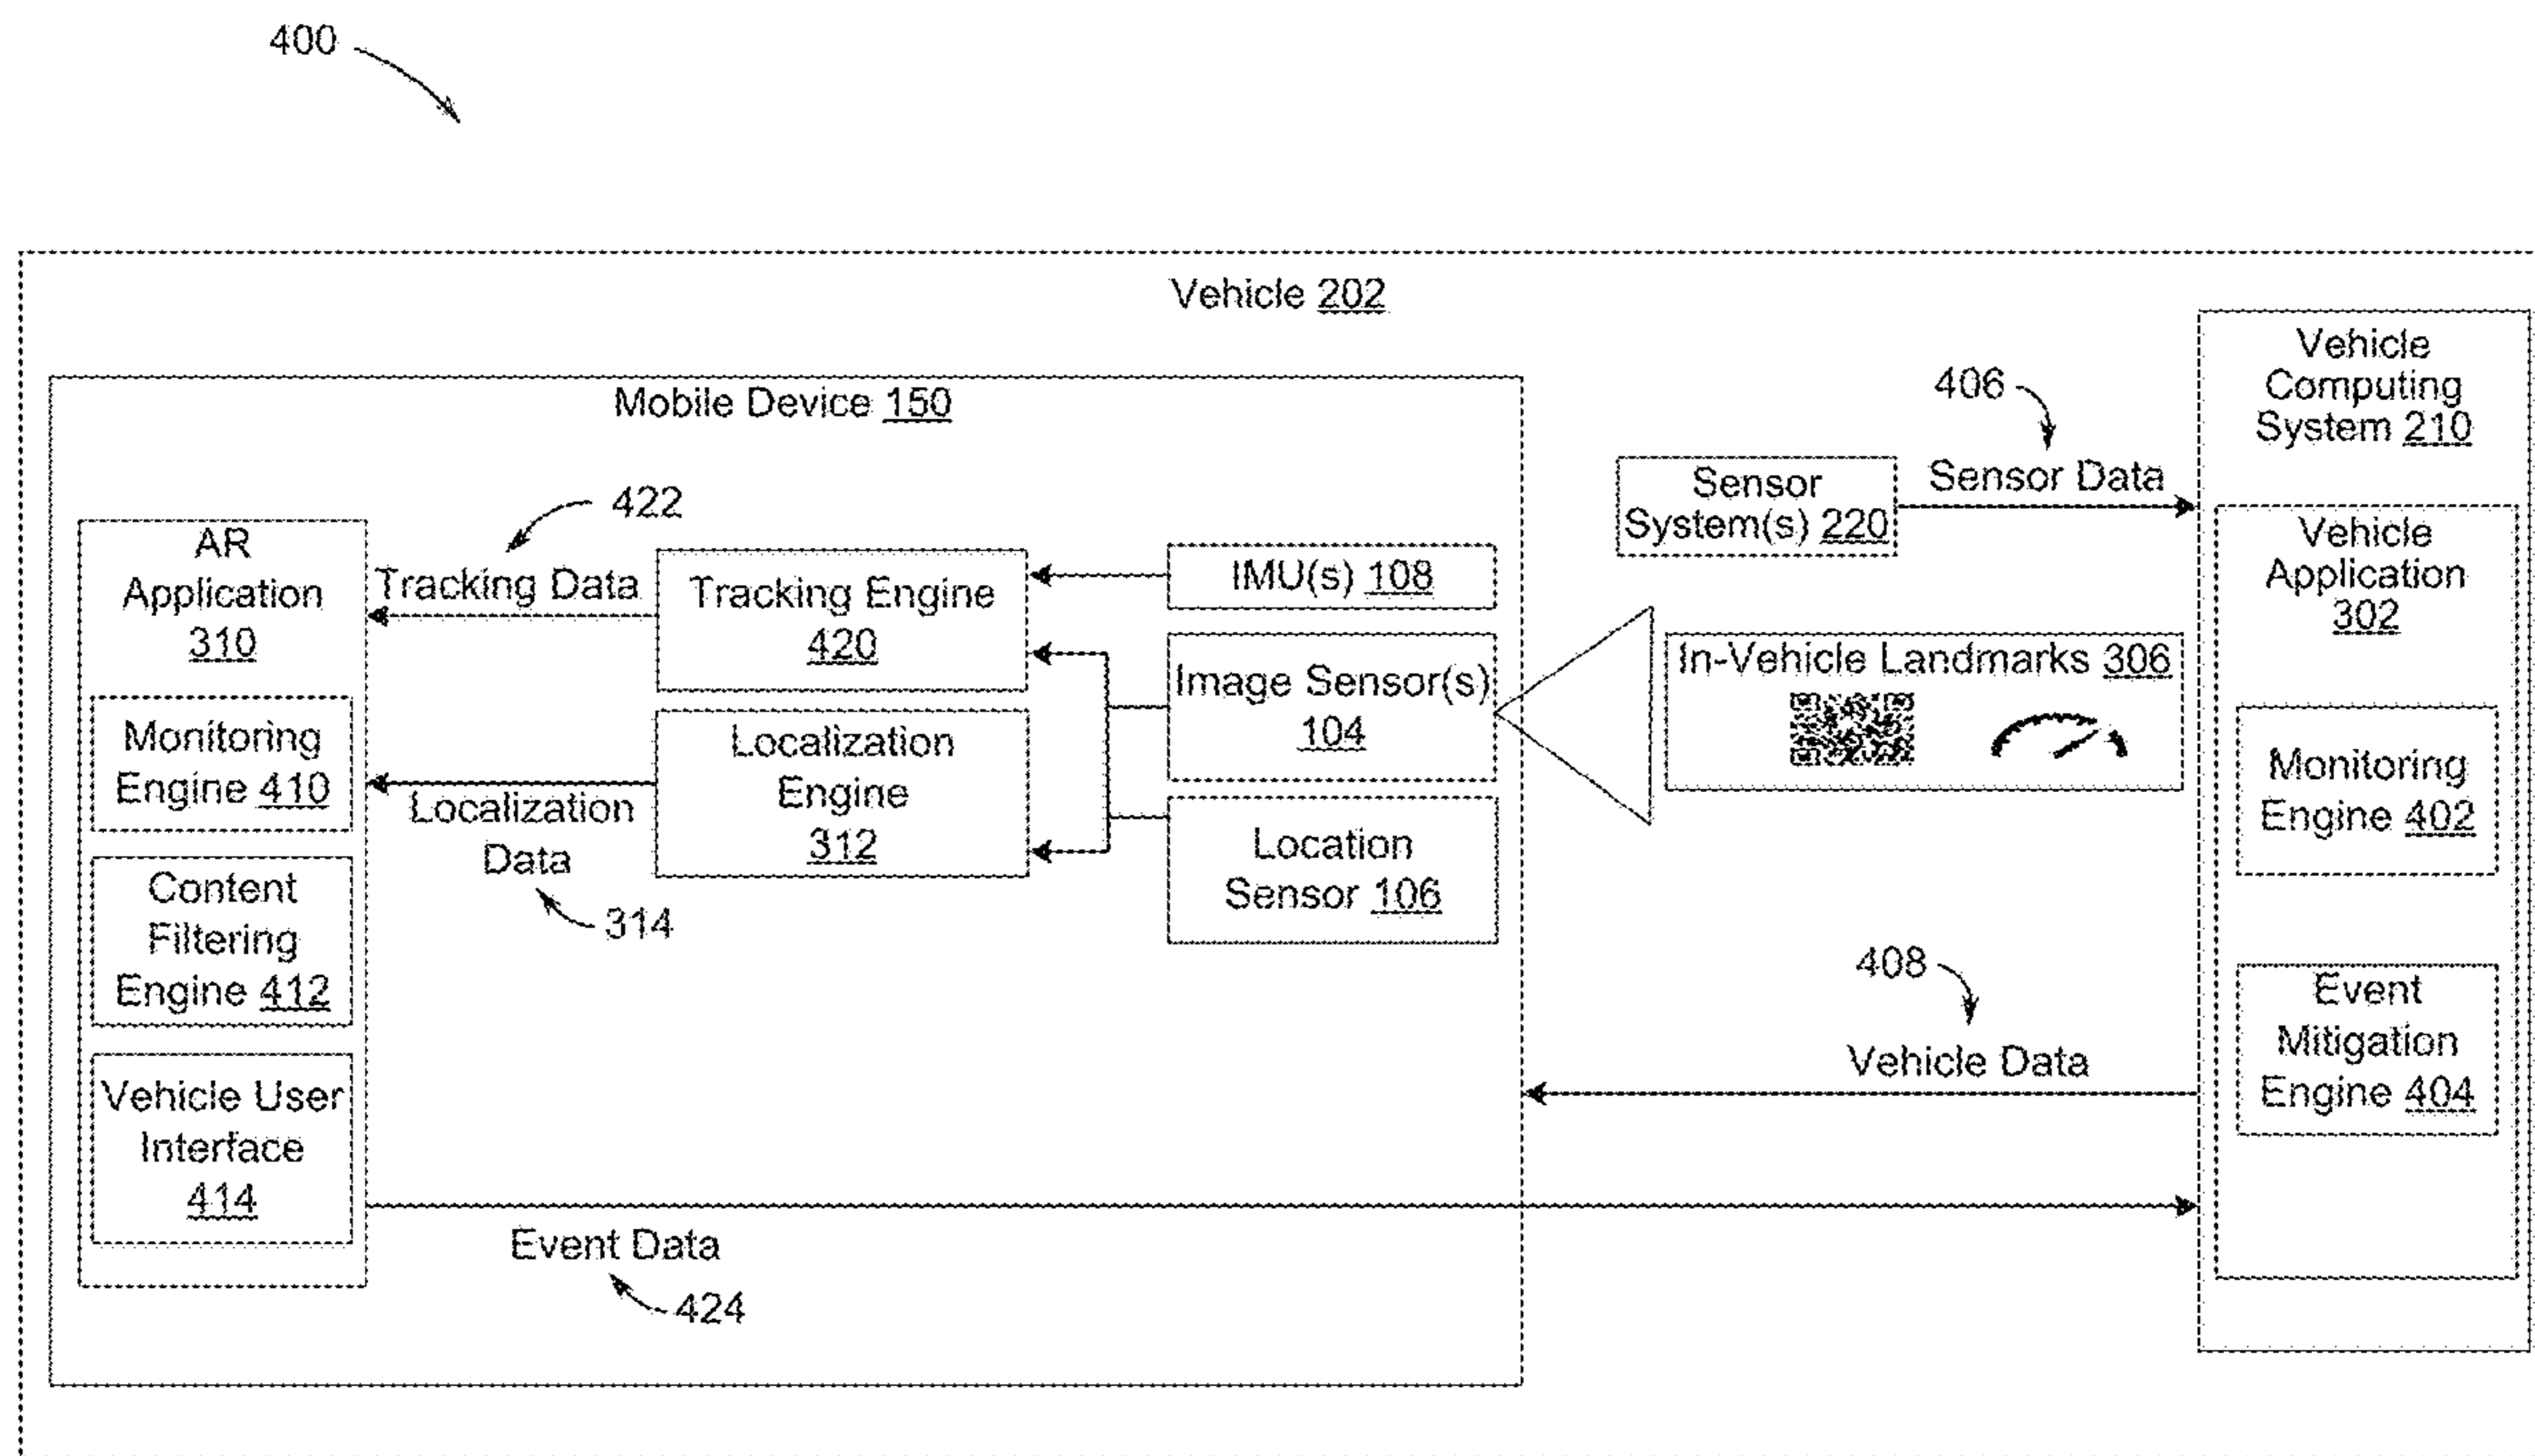 400
Vehicle 202
Mobile Device 150
AR
Application
310
Monitoring
Engine 410
Content
Filtering
Engine 412
Vehicle User
Interface
414
422
Tracking Data
Localization
Data
314
Tracking Engine
420
Localization
Engine
312
IMU(s) 108
Image Sensor(s)
104
Location
Sensor 106
Event Data
424
Sensor
System(s) 220
406
Sensor Data
In-Vehicle Landmarks 306
408
Vehicle Data
Vehicle
Computing
System 210
Vehicle
Application
302
Monitoring
Engine 402
Event
Mitigation
Engine 404